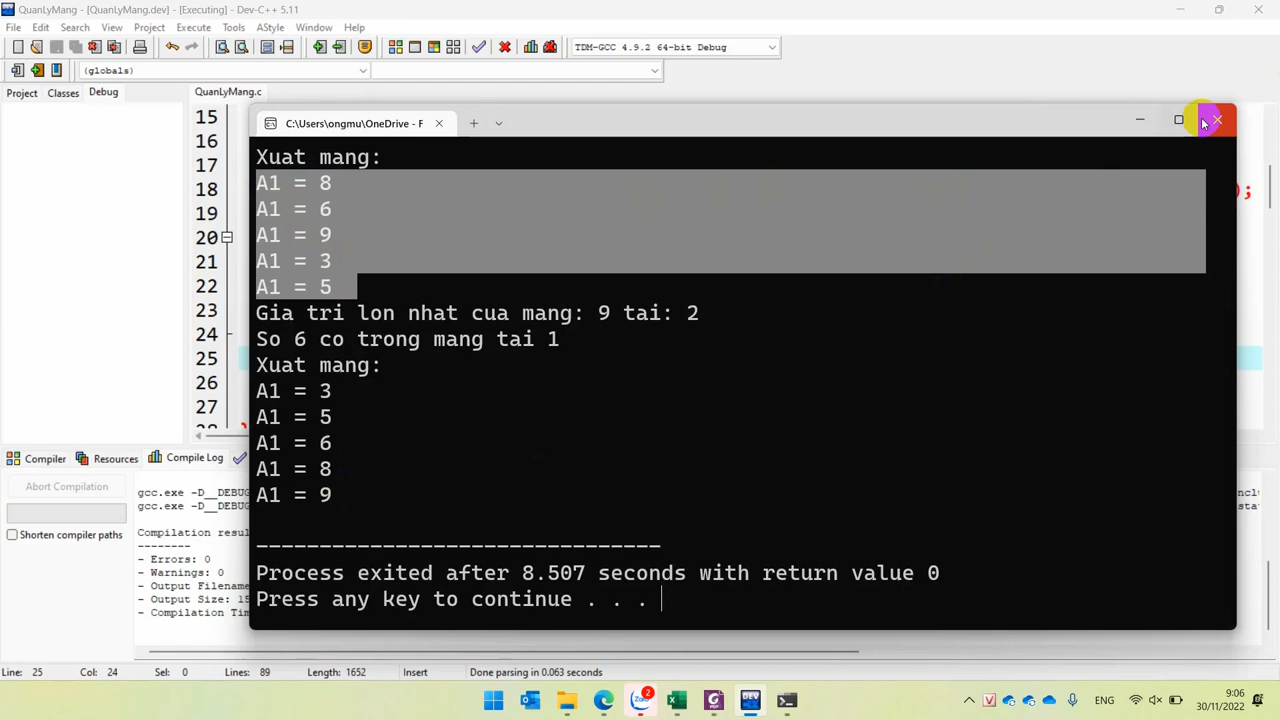 QuanLyMang - [QuanLyMang.dev] - [Executing] - Dev-C++ 5.11
File Edit Search View Project Execute Tools AStyle Window Help
TDM-GCC 4.9.2 64-bit Debug
(globals)
Project Classes Debug
QuanLyMang.c
C:\Users\ongmu\OneDrive - F
15
16
17
18
);
19
20
21
22
23
24
25
26
27
Xuat mang:
A1 = 8
A1 = 6
A1 = 9
A1 = 3
A1 = 5
Gia tri lon nhat cua mang: 9 tai: 2
So 6 co trong mang tai 1
Xuat mang:
A1 = 3
A1 = 5
A1 = 6
A1 = 8
A1 = 9
--------------------------------
Process exited after 8.507 seconds with return value 0
Press any key to continue . . .
Compiler Resources Compile Log
Abort Compilation
Shorten compiler paths
gcc.exe -D__DEBUG
gcc.exe -D__DEBUG
Compilation resul
--------
- Errors: 0
- Warnings: 0
- Output Filename
- Output Size: 15
- Compilation Tim
Line: 25 Col: 24 Sel: 0 Lines: 89 Length: 1652 Insert Done parsing in 0.063 seconds
Zalo 2
DEV
ENG
9:06
30/11/2022